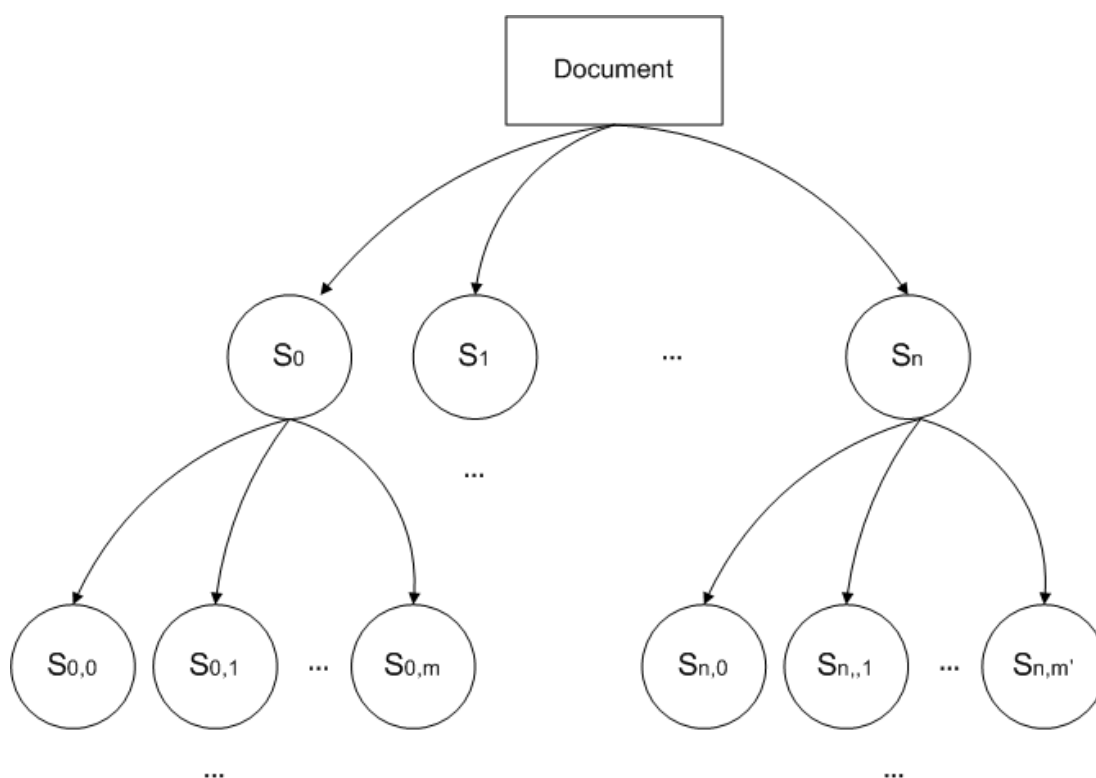 Document
S0 S1 ... Sn
...
S0,0 S0,1 ... S0,m Sn,0 Sn,,1 ... Sn,m'
... ...